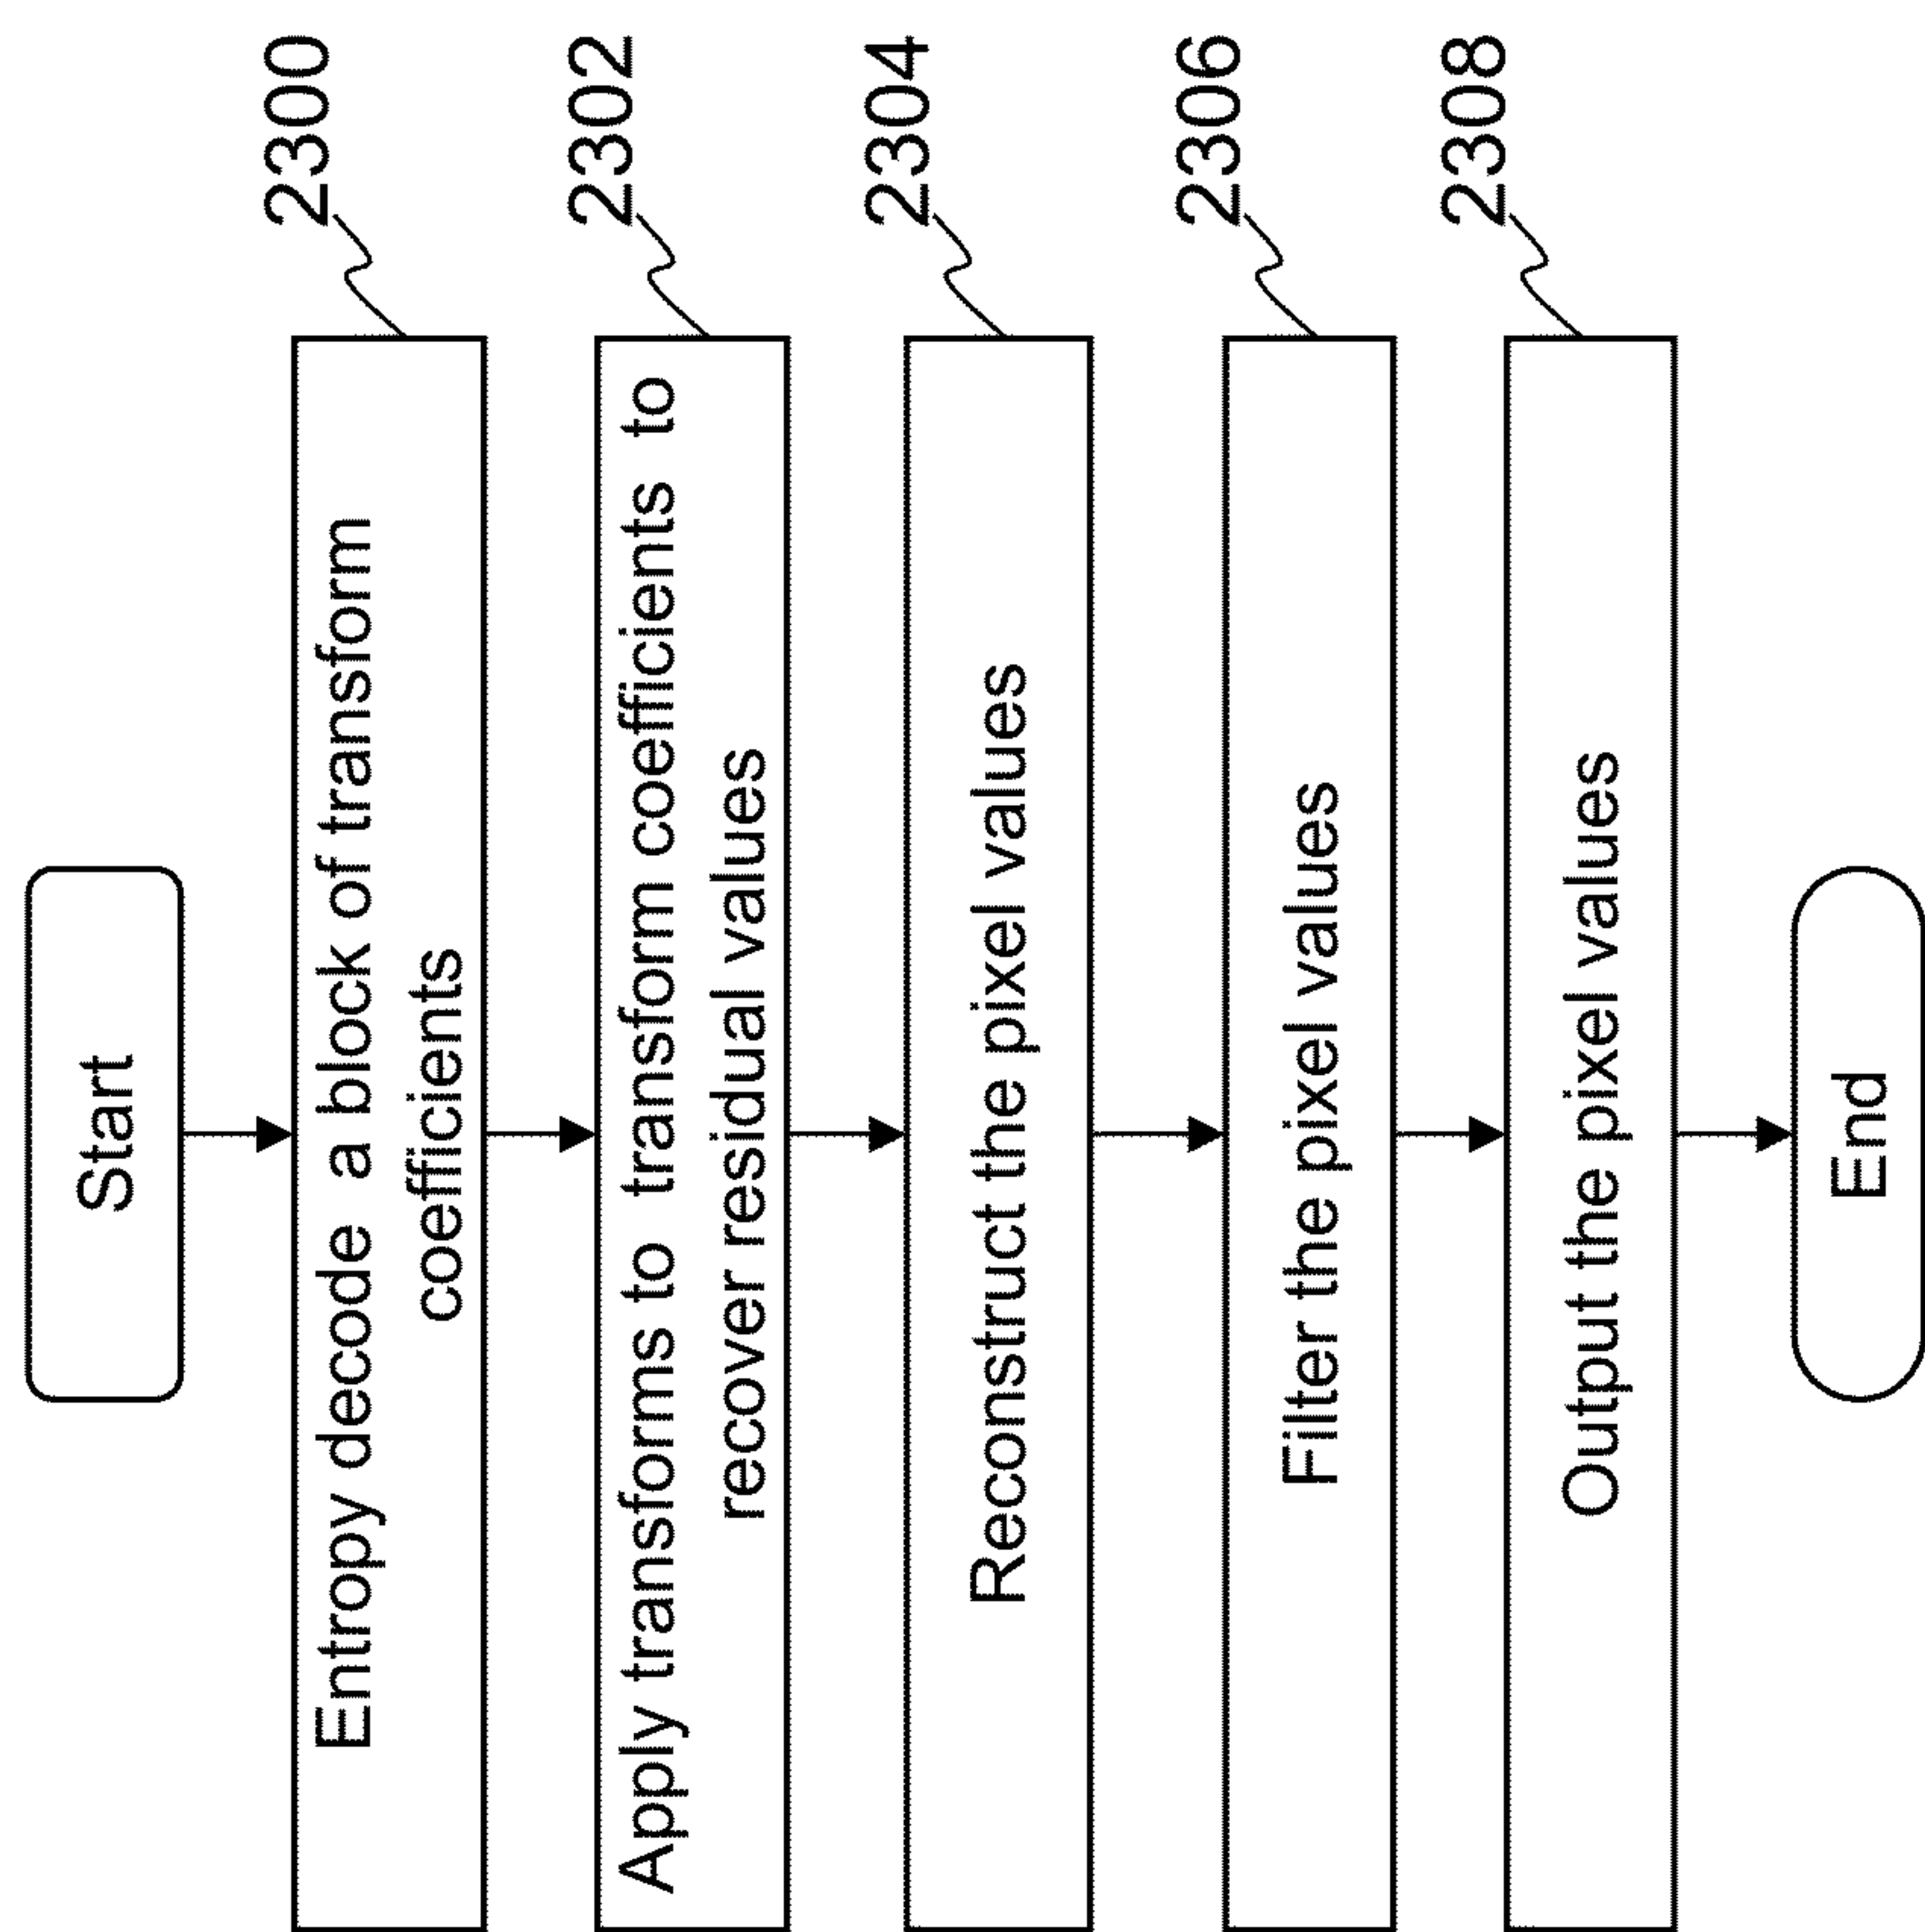 Start
Entropy decode a block of transform
coefficients
2300
Apply transforms to transform coefficients to
recover residual values
2302
Reconstruct the pixel values
2304
Filter the pixel values
2306
Output the pixel values
2308
End